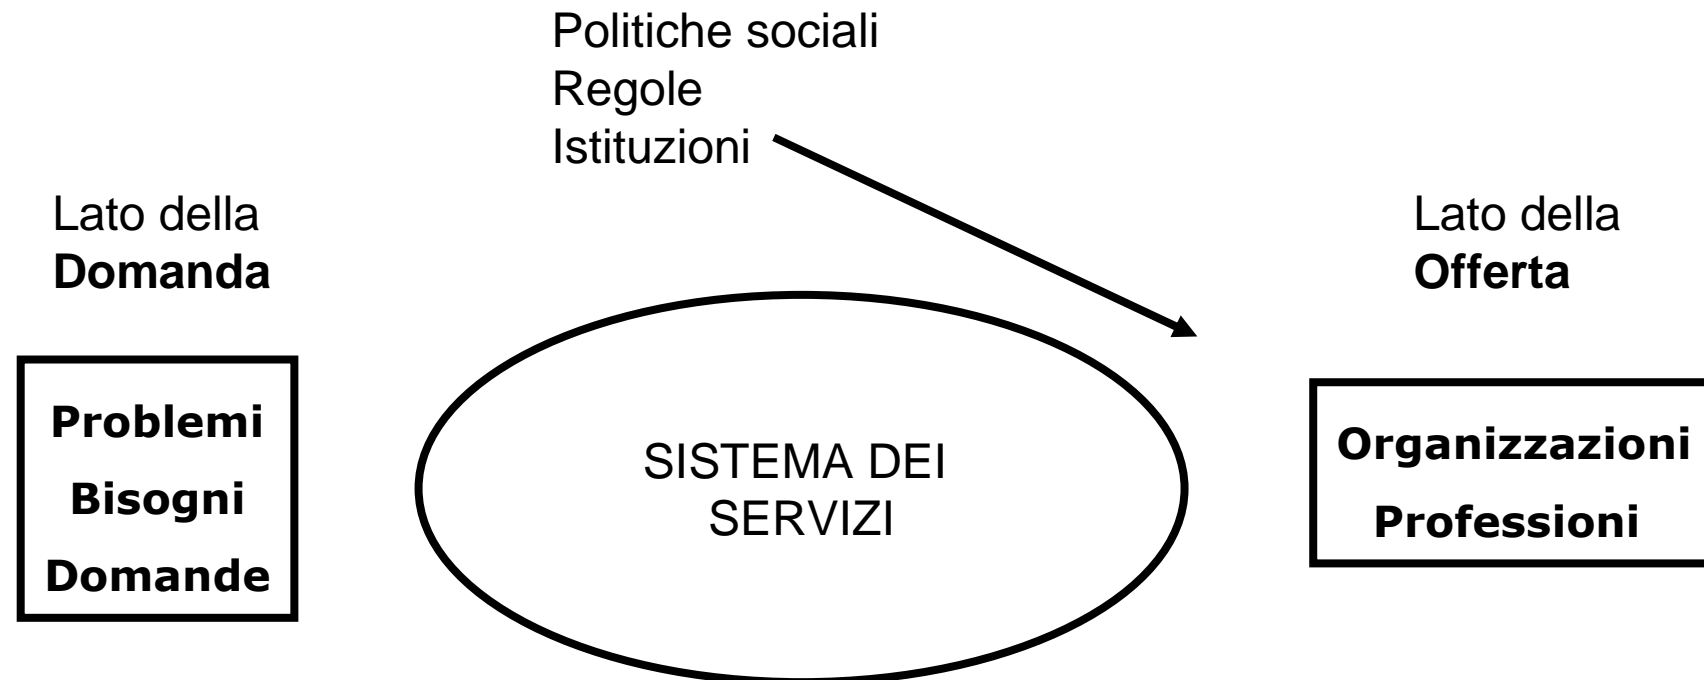 Politiche sociali
Regole
Istituzioni
Lato della
Domanda
Lato della
Offerta
Problemi
Bisogni
Domande
SISTEMA DEI
SERVIZI
Organizzazioni
Professioni